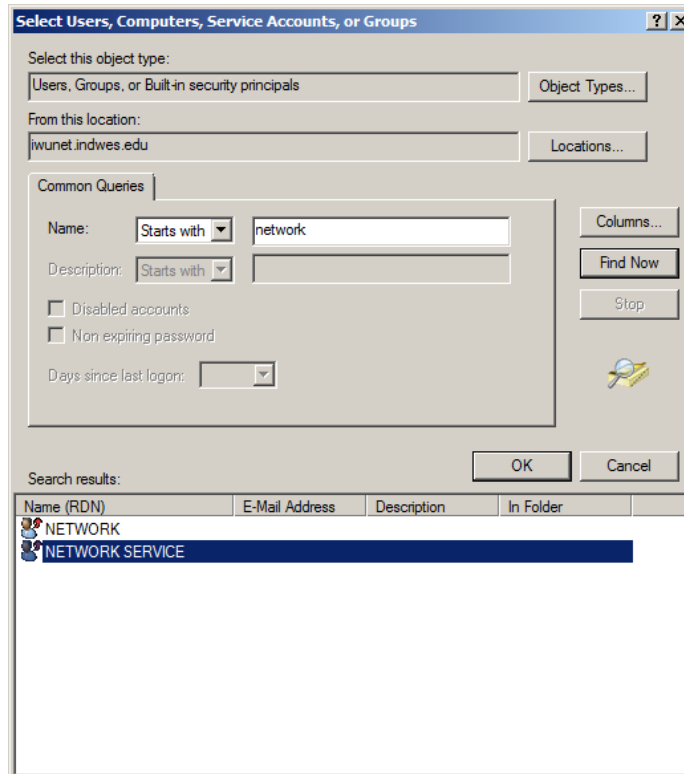 Select Users, Computers, Service Accounts, or Groups
Select this object type:
Users, Groups, or Built-in security principals
Object Types...
From this location:
iwunet.indwes.edu
Locations...
Common Queries
Name:
Starts with
network
Columns...
Description:
Starts with
Find Now
Disabled accounts
Stop
Non expiring password
Days since last logon:
OK
Cancel
Search results:
Name (RDN) E-Mail Address Description In Folder
NETWORK
NETWORK SERVICE